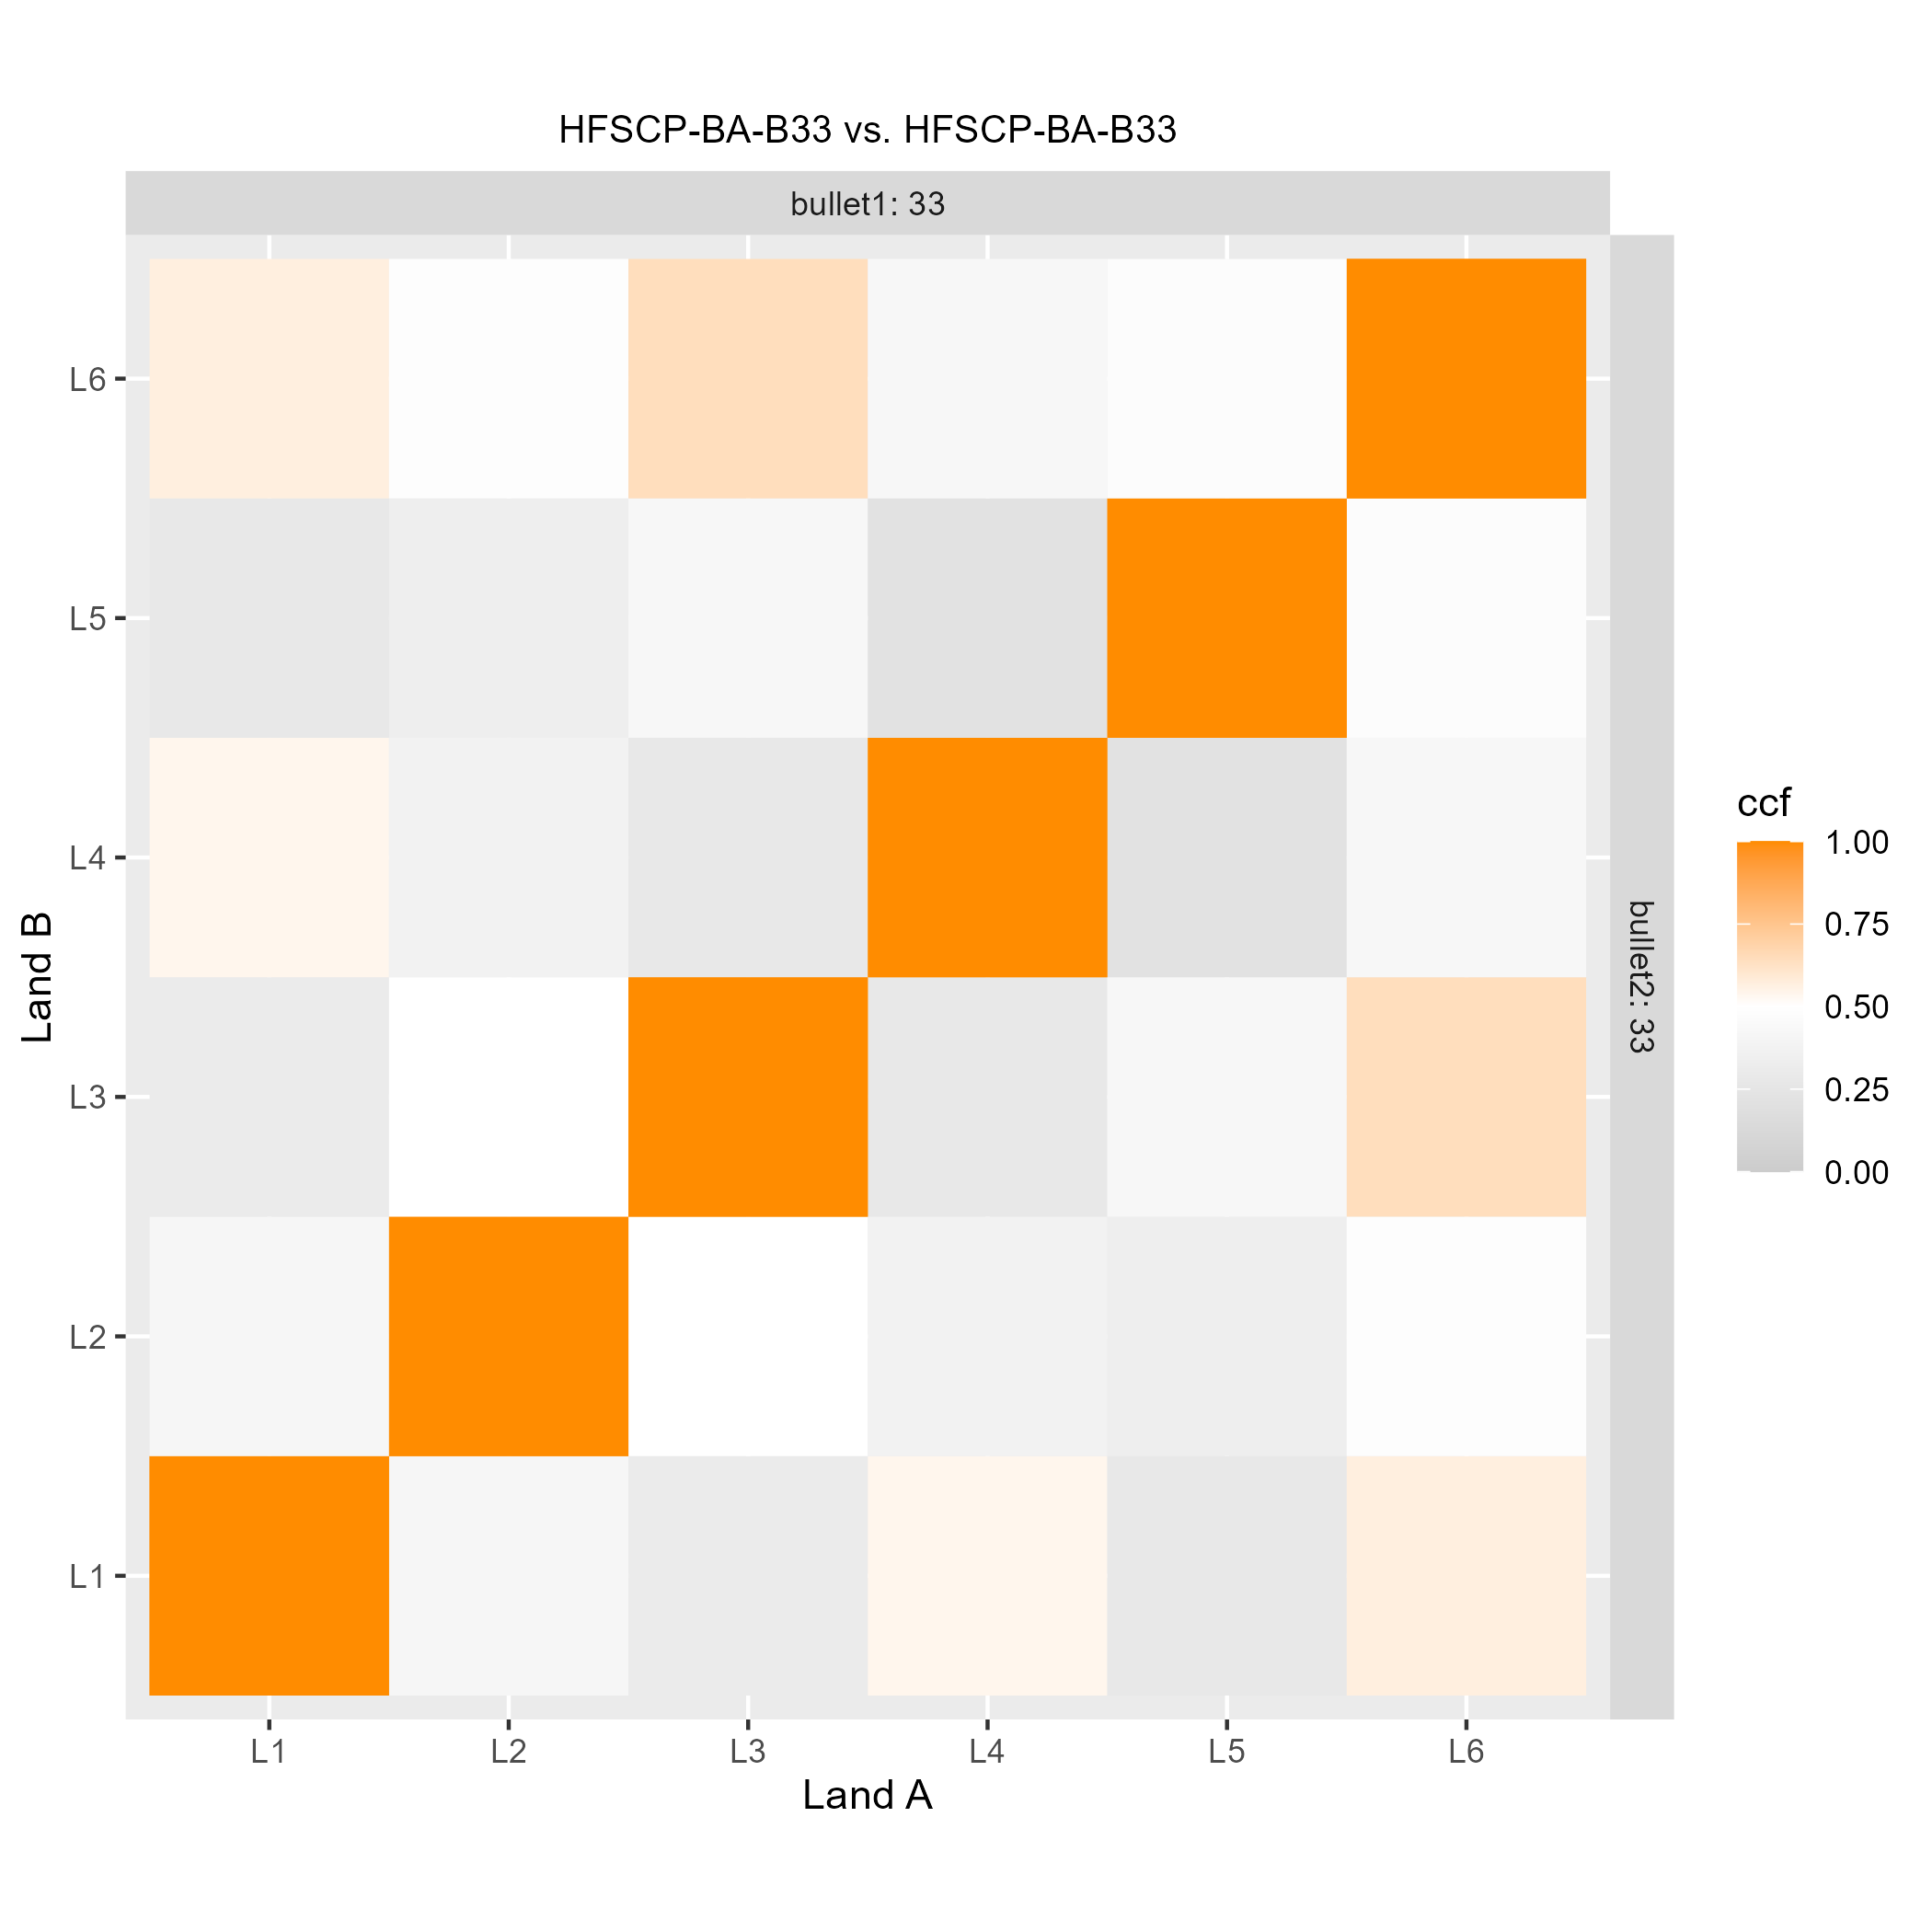 HFSCP-BA-B33 vs. HFSCP-BA-B33
bullet1: 33
L6
L5
L4
L3
L2
L1
Land B
bullet2: 33
L1 L2 L3 L4 L5 L6
Land A
ccf
1.00
0.75
0.50
0.25
0.00